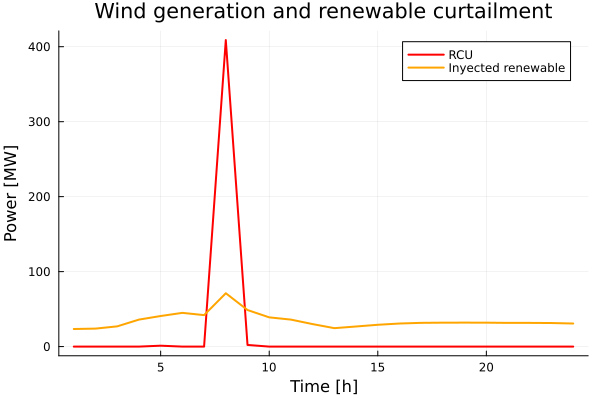 Wind generation and renewable curtailment
RCU
Inyected renewable
Power [MW]
400
300
200
100
0
5
10
15
20
Time [h]